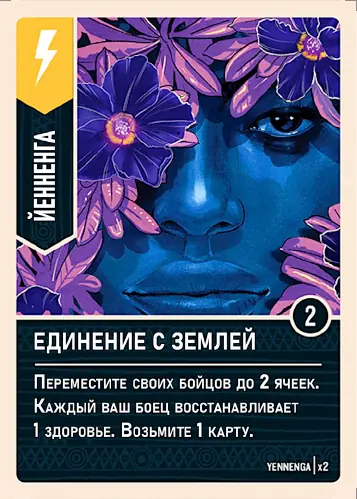 ЙЕННЕНГА
2
ЕДИНЕНИЕ С ЗЕМЛЕЙ
Переместите своих бойцов до 2 ячеек.
Каждый ваш боец восстанавливает
1 здоровье. Возьмите 1 карту.
YENNENGA | x2